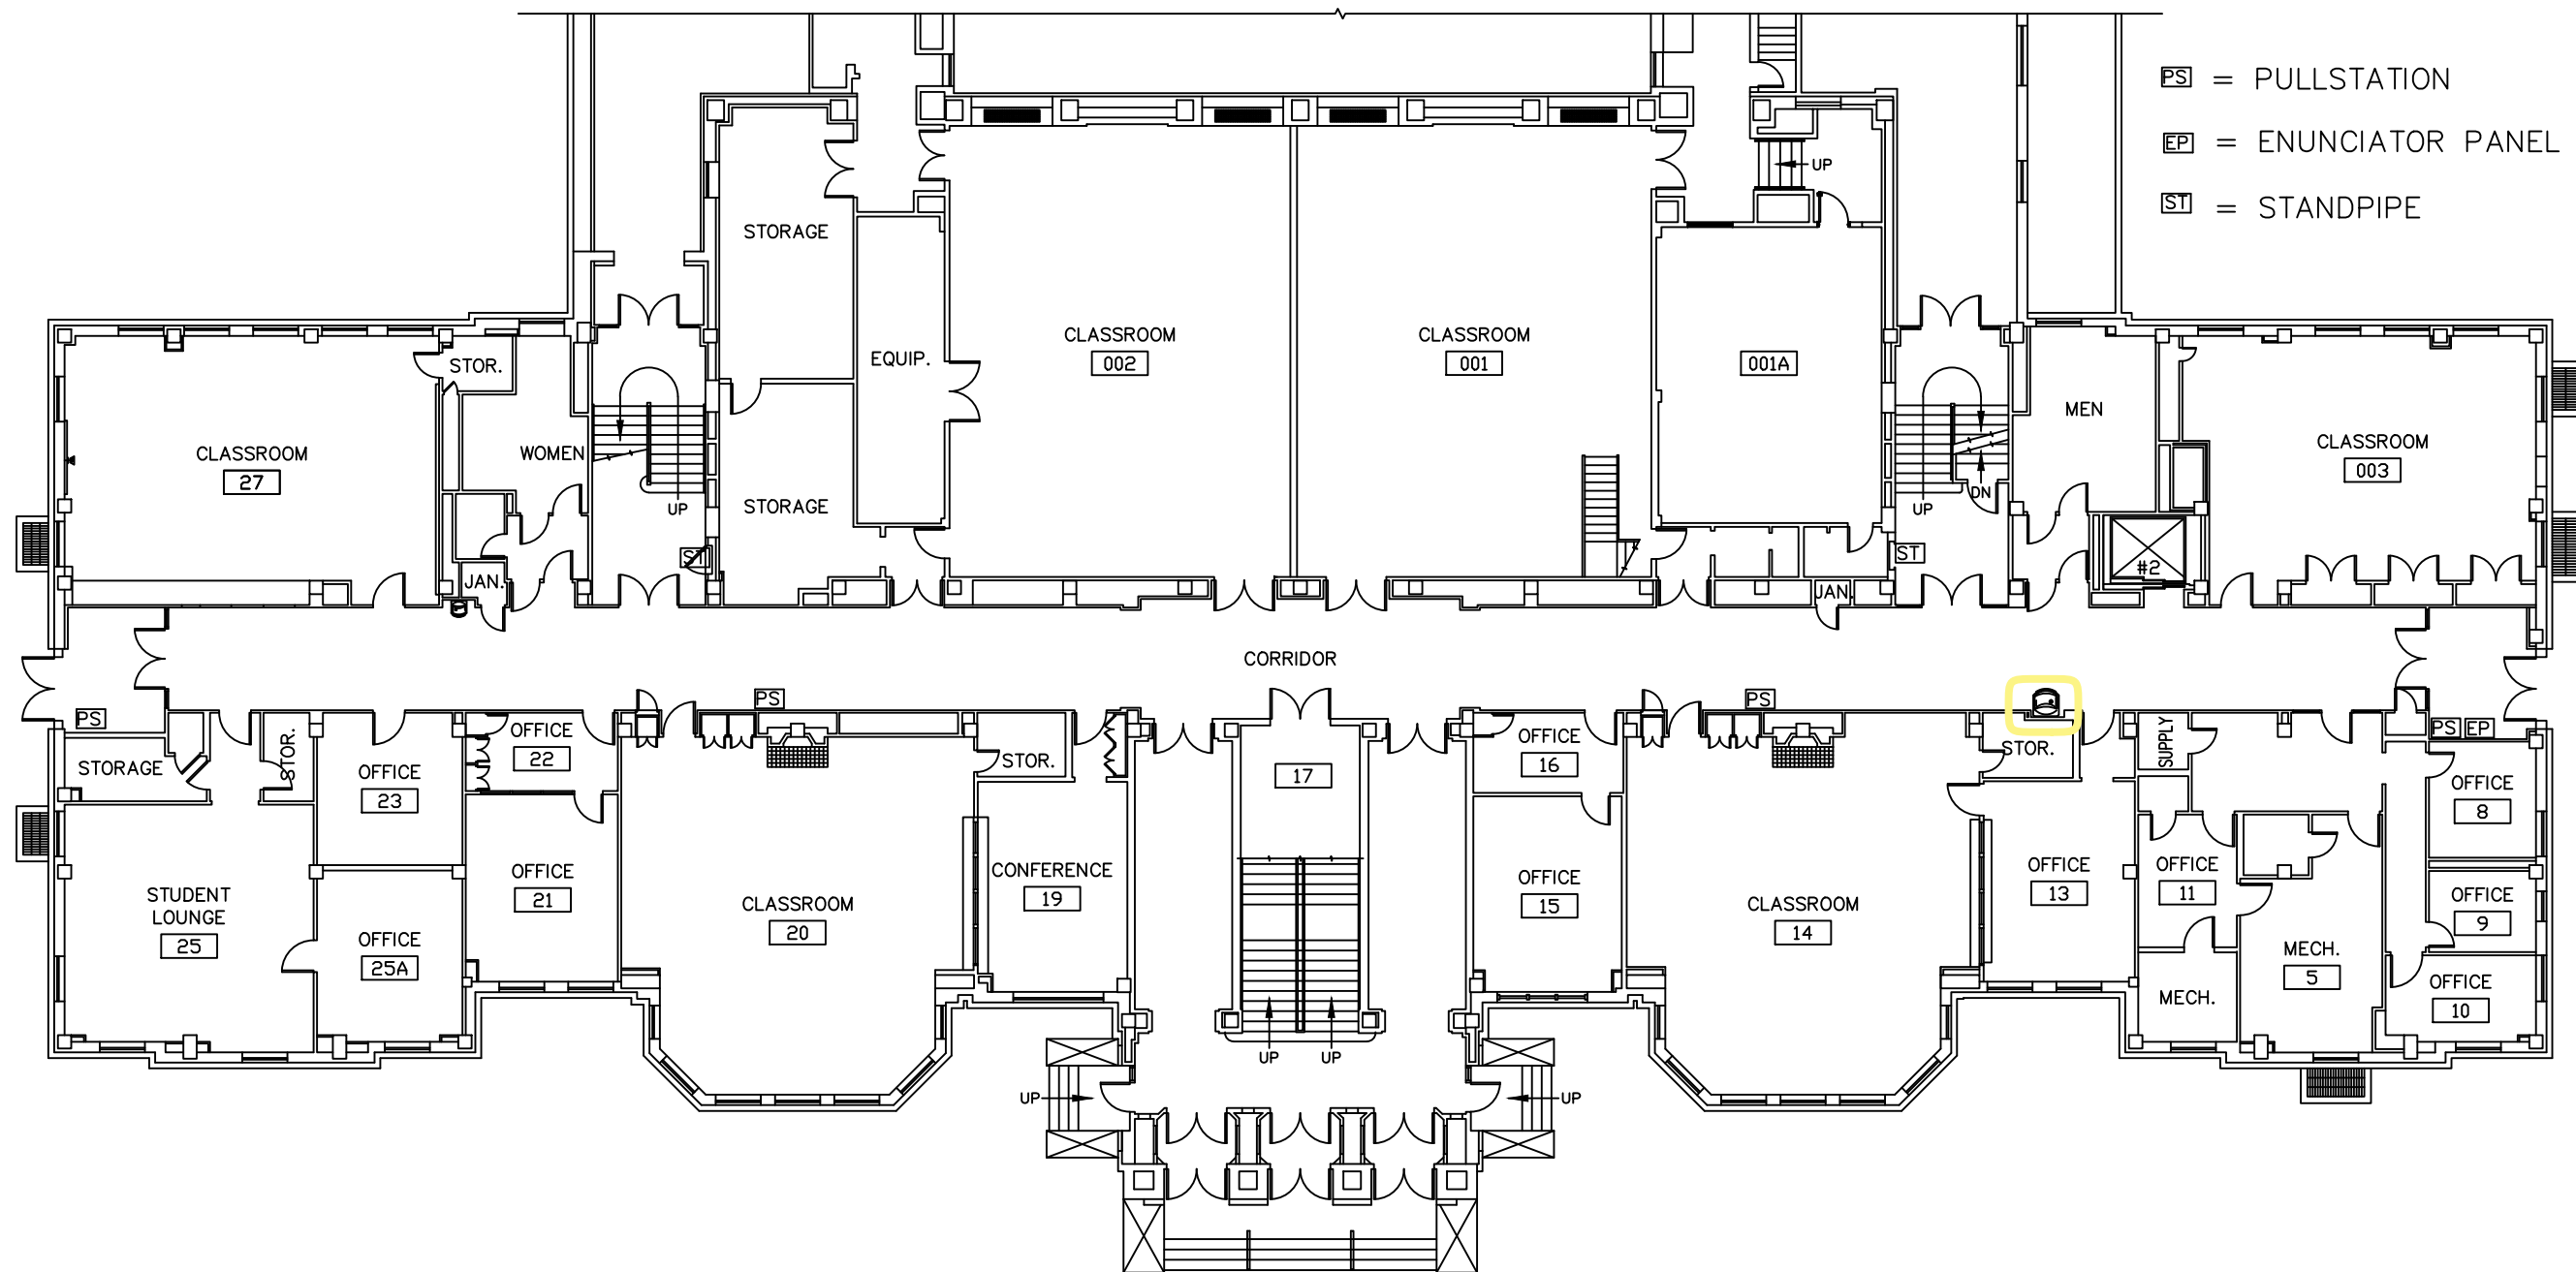 PS = PULLSTATION
EP = ENUNCIATOR PANEL
ST = STANDPIPE
UP
STORAGE
EQUIP.
CLASSROOM
002
CLASSROOM
001
001A
STOR.
MEN
CLASSROOM
27
WOMEN
CLASSROOM
003
UP
STORAGE
UP
DN
ST
ST
#2
JAN.
JAN.
CORRIDOR
PS
PS
PS
PS EP
STORAGE
STOR.
OFFICE
23
OFFICE
22
STOR.
17
OFFICE
16
STOR.
SUPPLY
OFFICE
8
STUDENT
LOUNGE
25
OFFICE
25A
OFFICE
21
CLASSROOM
20
CONFERENCE
19
OFFICE
15
CLASSROOM
14
OFFICE
13
OFFICE
11
OFFICE
9
MECH.
5
MECH.
OFFICE
10
UP
UP
UP
UP